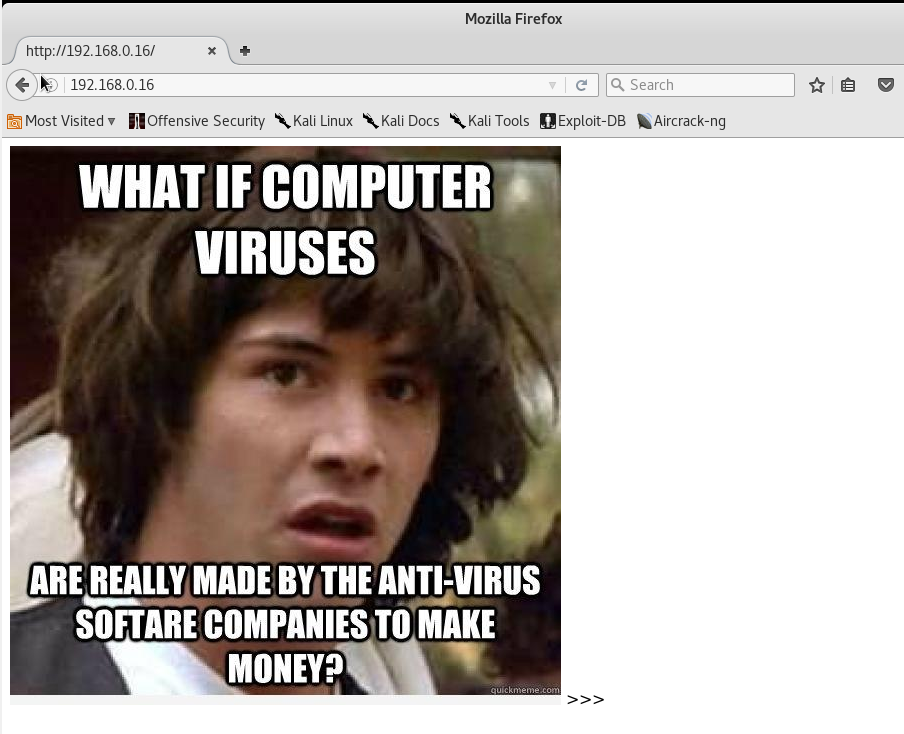 Mozilla Firefox
http://192.168.0.16/
192.168.0.16
Search
Most Visited Offensive Security Kali Linux Kali Docs Kali Tools Exploit-DB Aircrack-ng
WHAT IF COMPUTER
VIRUSES
ARE REALLY MADE BY THE ANTI-VIRUS
SOFTARE COMPANIES TO MAKE
MONEY?
quickmeme.com
>>>